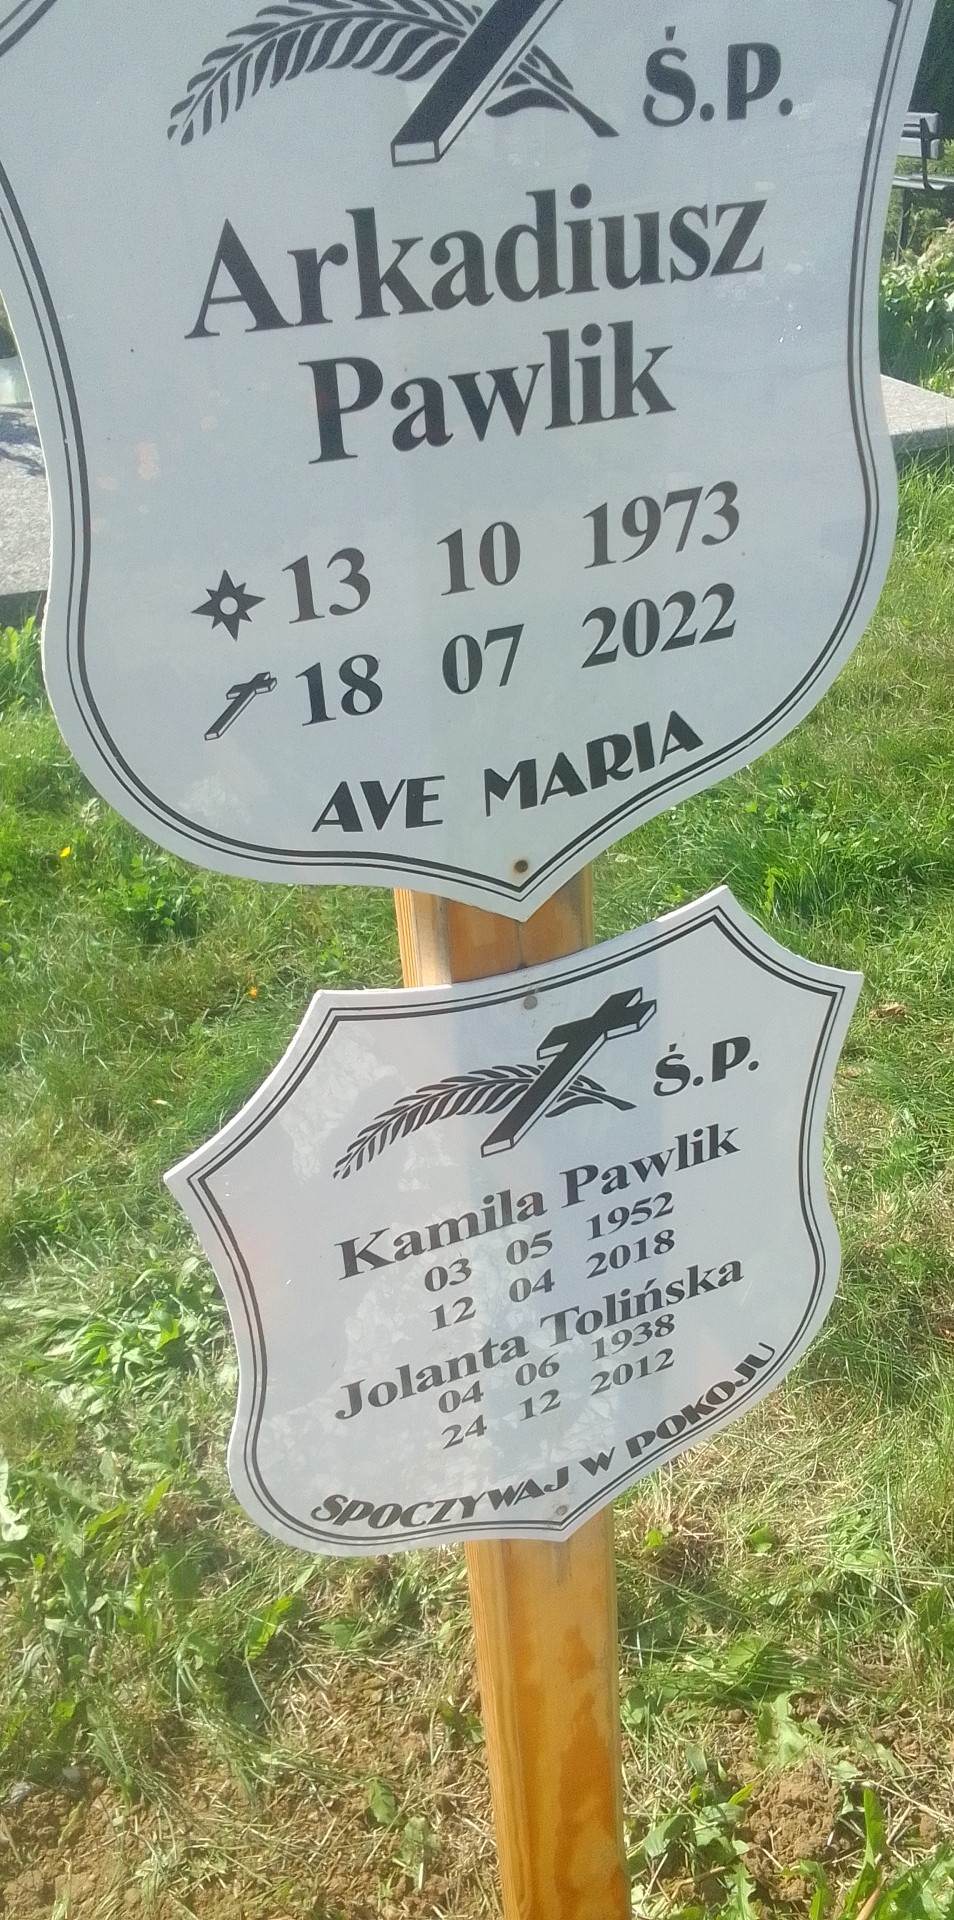 Ś.P.
Arkadiusz
Pawlik
13 10 1973
18 07 2022
AVE MARIA
Ś.P.
Kamila Pawlik
03 05 1952
12 04 2018
Jolanta Tolińska
04 06 1938
24 12 2012
SPOCZYWAJ W POKOJU